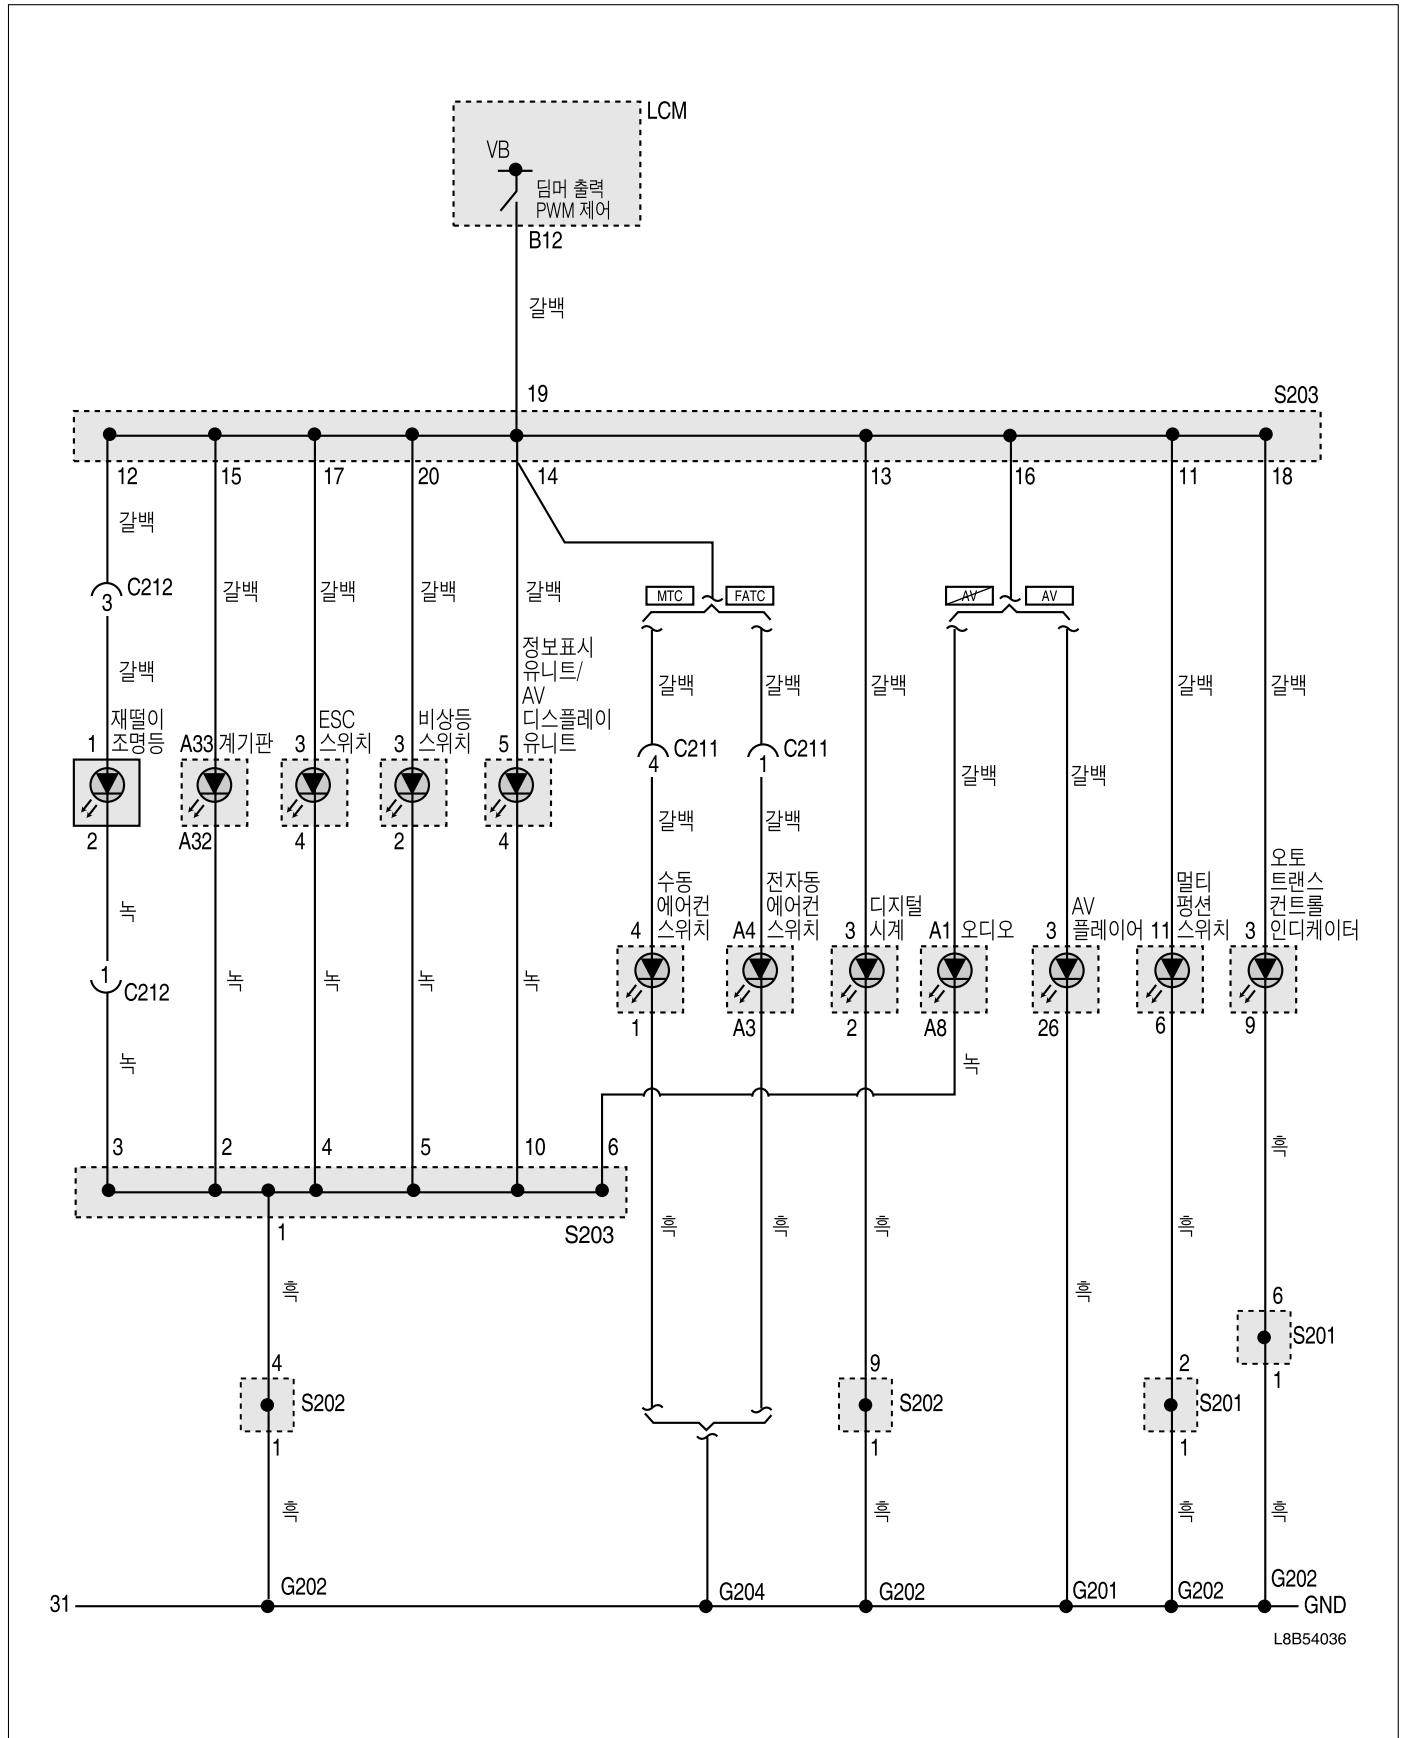 LCM
VB
딤머 출력
PWM 제어
B12
갈백
19
S203
12
15
17
20
14
13
16
11
18
갈백
C212
3
갈백
갈백
갈백
갈백
MTC
FATC
AV
AV
갈백
재떨이
조명등
1
A33
계기판
ESC
스위치
3
비상등
스위치
3
정보표시
유니트/
AV
디스플레이
유니트
5
갈백
갈백
갈백
갈백
갈백
C211
4
C211
1
갈백
갈백
갈백
갈백
2
A32
4
2
4
수동
에어컨
스위치
4
전자동
에어컨
스위치
A4
디지털
시계
3
A1
오디오
AV
플레이어
3
멀티
펑션
스위치
11
오토
트랜스
컨트롤
인디케이터
3
녹
1
C212
녹
녹
녹
녹
1
A3
2
A8
26
6
9
녹
녹
3
2
4
5
10
6
흑
S203
1
흑
흑
흑
흑
흑
흑
6
S201
1
4
S202
1
9
S202
1
2
S201
1
흑
흑
흑
흑
31
G202
G204
G202
G201
G202
G202
GND
L8B54036